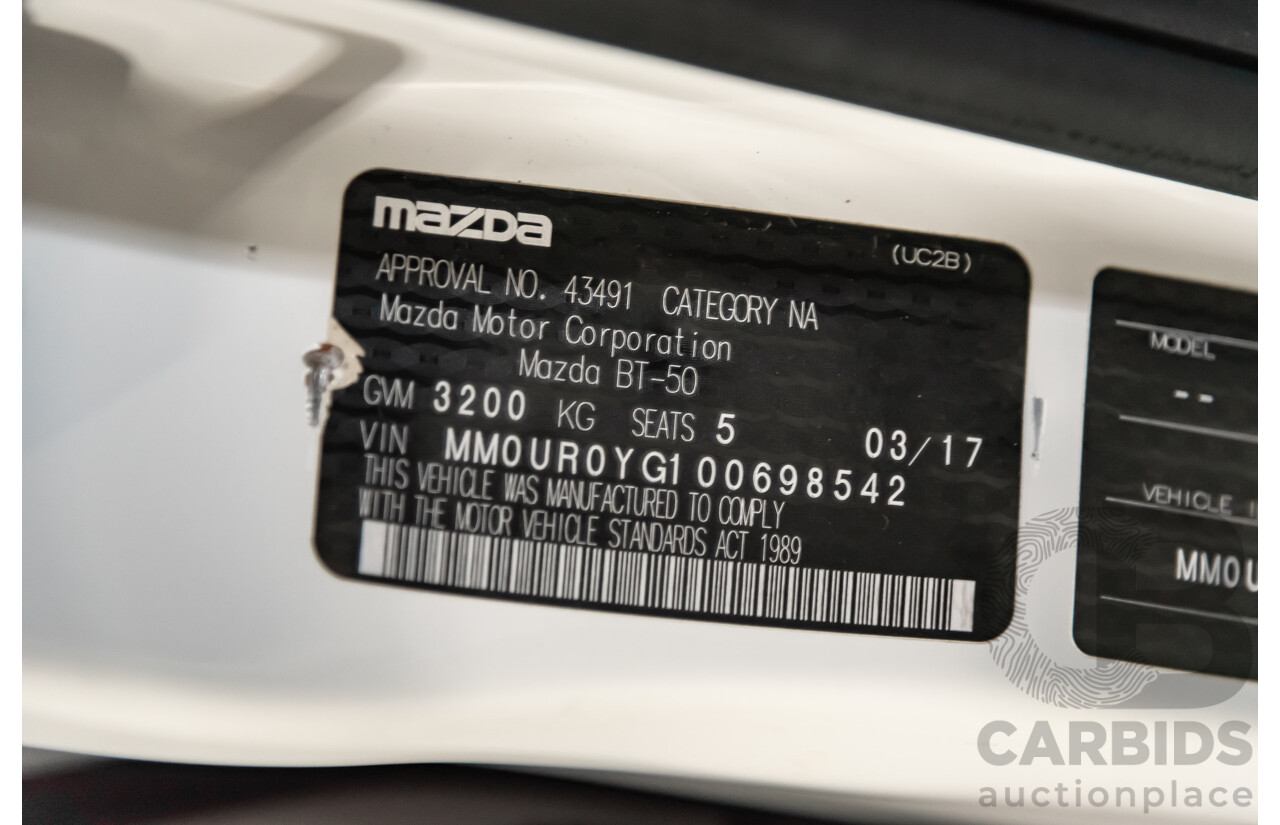 mazda
(UC2B)
APPROVAL NO. 43491 CATEGORY NA
Mazda Motor Corporation
Mazda BT-50
GVM 3200 KG SEATS 5 03/17
VIN MM0UR0YG100698542
THIS VEHICLE WAS MANUFACTURED TO COMPLY
WITH THE MOTOR VEHICLE STANDARDS ACT 1989
MODEL
--
VEHICLE
MM0U
CARBIDS
auctionplace